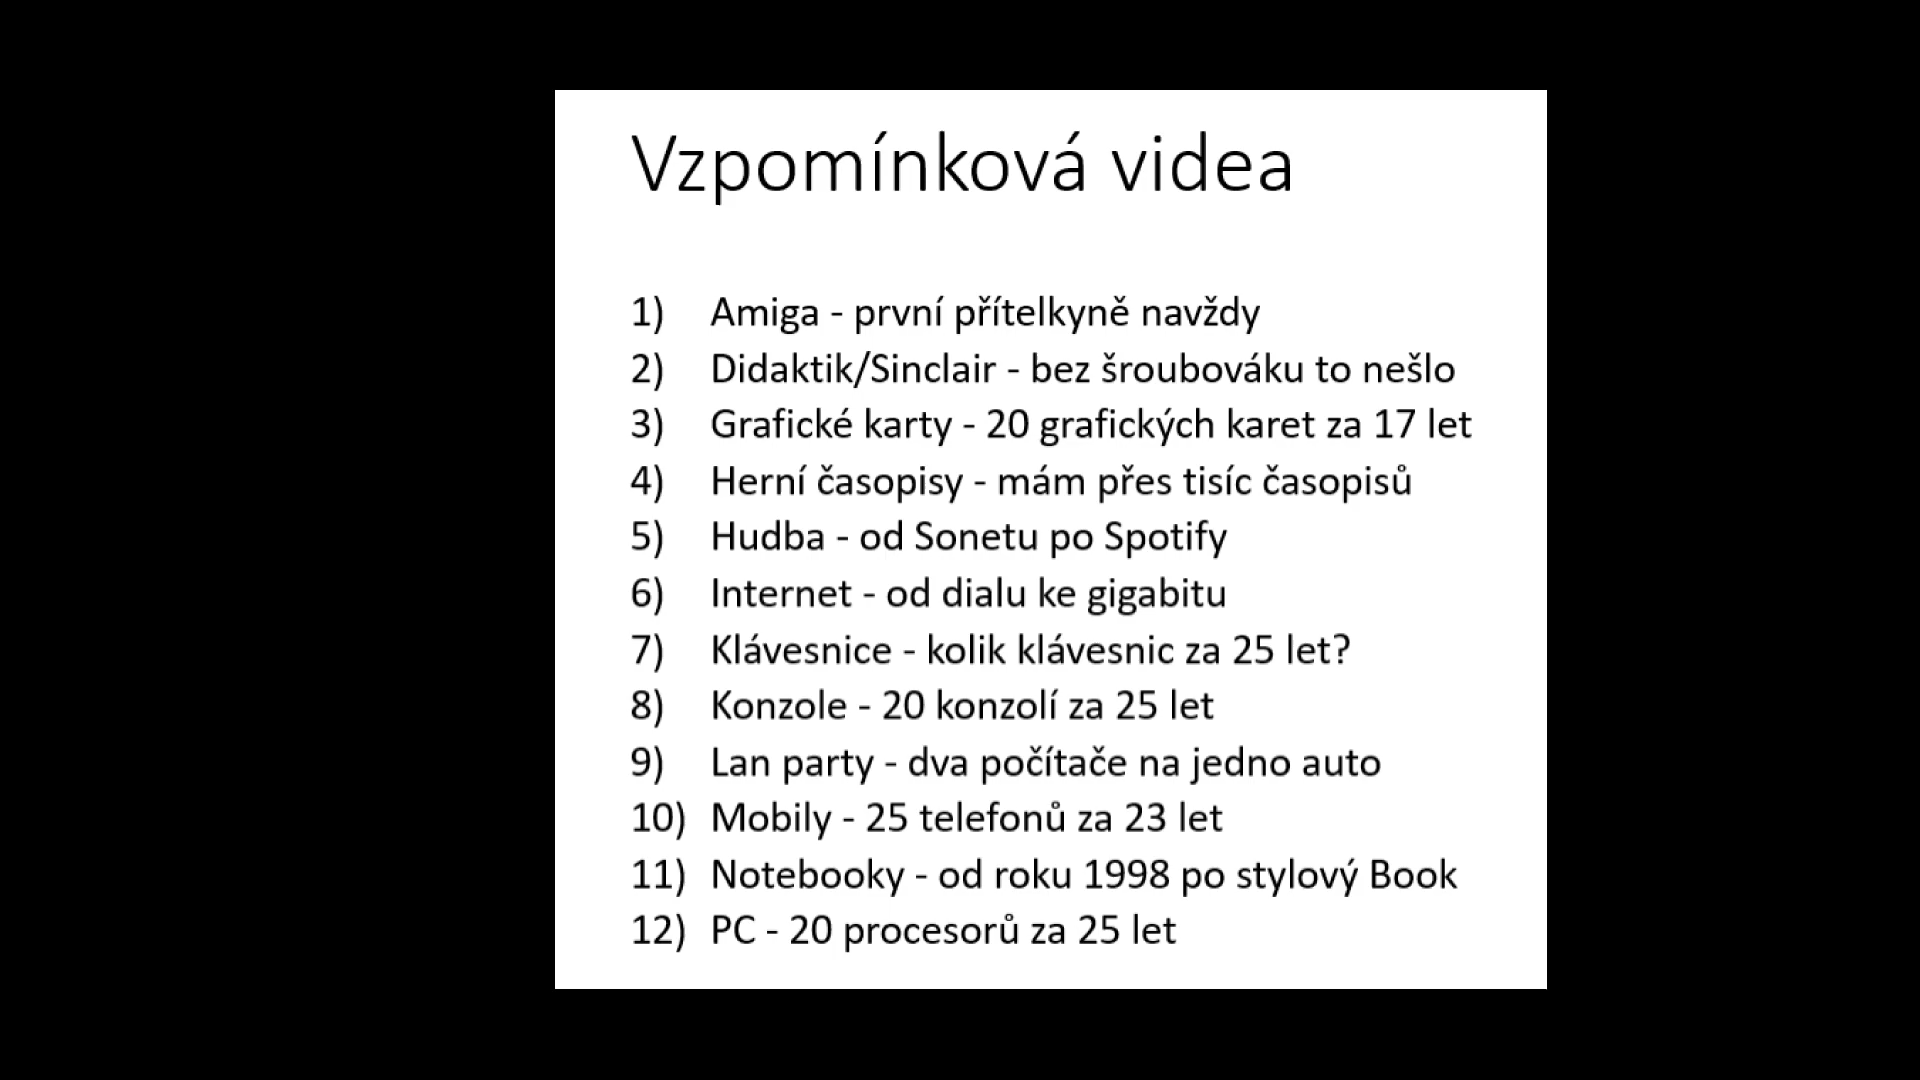 Vzpomínková videa
1) Amiga - první přítelkyně navždy
2) Didaktik/Sinclair - bez šroubováku to nešlo
3) Grafické karty - 20 grafických karet za 17 let
4) Herní časopisy - mám přes tisíc časopisů
5) Hudba - od Sonetu po Spotify
6) Internet - od dialu ke gigabitu
7) Klávesnice - kolik klávesnic za 25 let?
8) Konzole - 20 konzolí za 25 let
9) Lan party - dva počítače na jedno auto
10) Mobily - 25 telefonů za 23 let
11) Notebooky - od roku 1998 po stylový Book
12) PC - 20 procesorů za 25 let